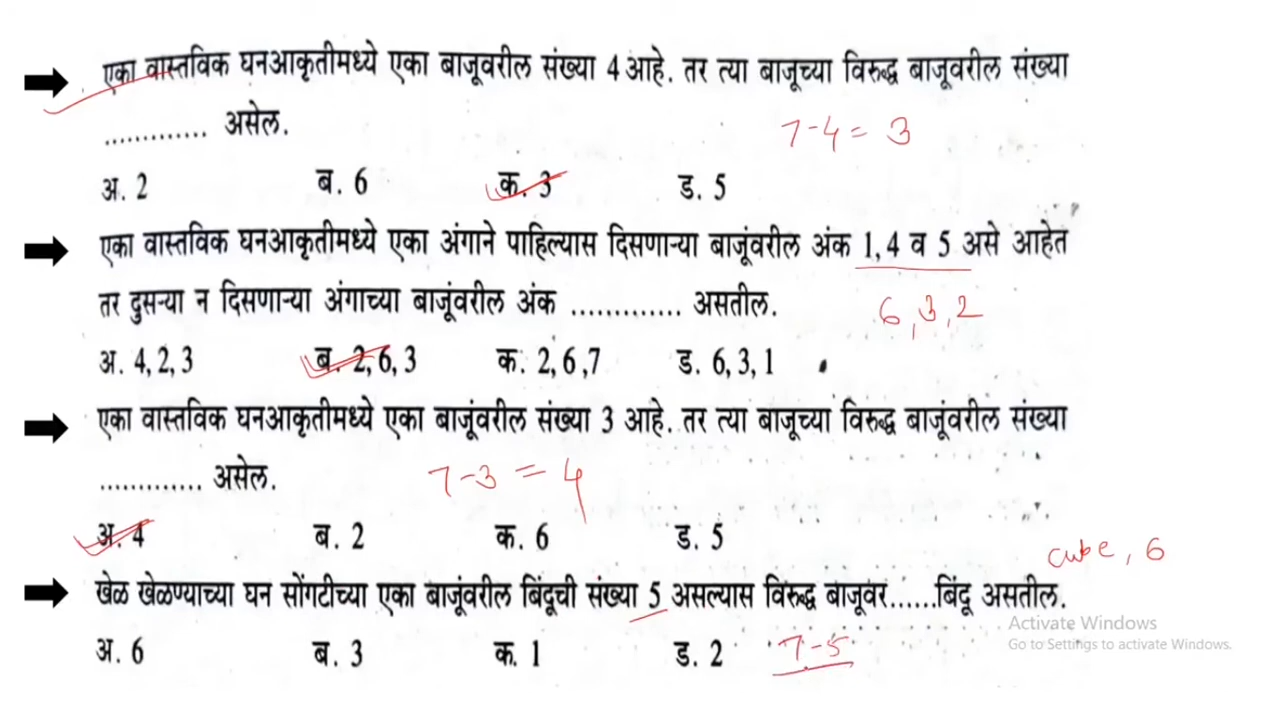 एका वास्तविक घनआकृतीमध्ये एका बाजूंवरील संख्या 4 आहे. तर त्या बाजूच्या विरुद्ध बाजूवरील संख्या
............. असेल.
7-4= 3
अ. 2 ब. 6 क. 3 ड. 5
एका वास्तविक घनआकृतीमध्ये एका अंगाने पाहिल्यास दिसणाऱ्या बाजूंवरील अंक 1, 4 व 5 असे आहेत
तर दुसऱ्या न दिसणाऱ्या अंगाच्या बाजूंवरील अंक ............. असतील.
6, 3, 2
अ. 4, 2, 3 ब. 2, 6, 3 क. 2, 6 ,7 ड. 6, 3, 1
एका वास्तविक घनआकृतीमध्ये एका बाजूंवरील संख्या 3 आहे. तर त्या बाजूच्या विरुद्ध बाजूंवरील संख्या
............. असेल.
7-3 = 4
अ. 4 ब. 2 क. 6 ड. 5
cube, 6
खेळ खेळण्याच्या घन सोंगटीच्या एका बाजूंवरील बिंदूची संख्या 5 असल्यास विरुद्ध बाजूवर......बिंदू असतील.
Activate Windows
Go to Settings to activate Windows.
अ. 6 ब. 3 क. 1 ड. 2 7-5